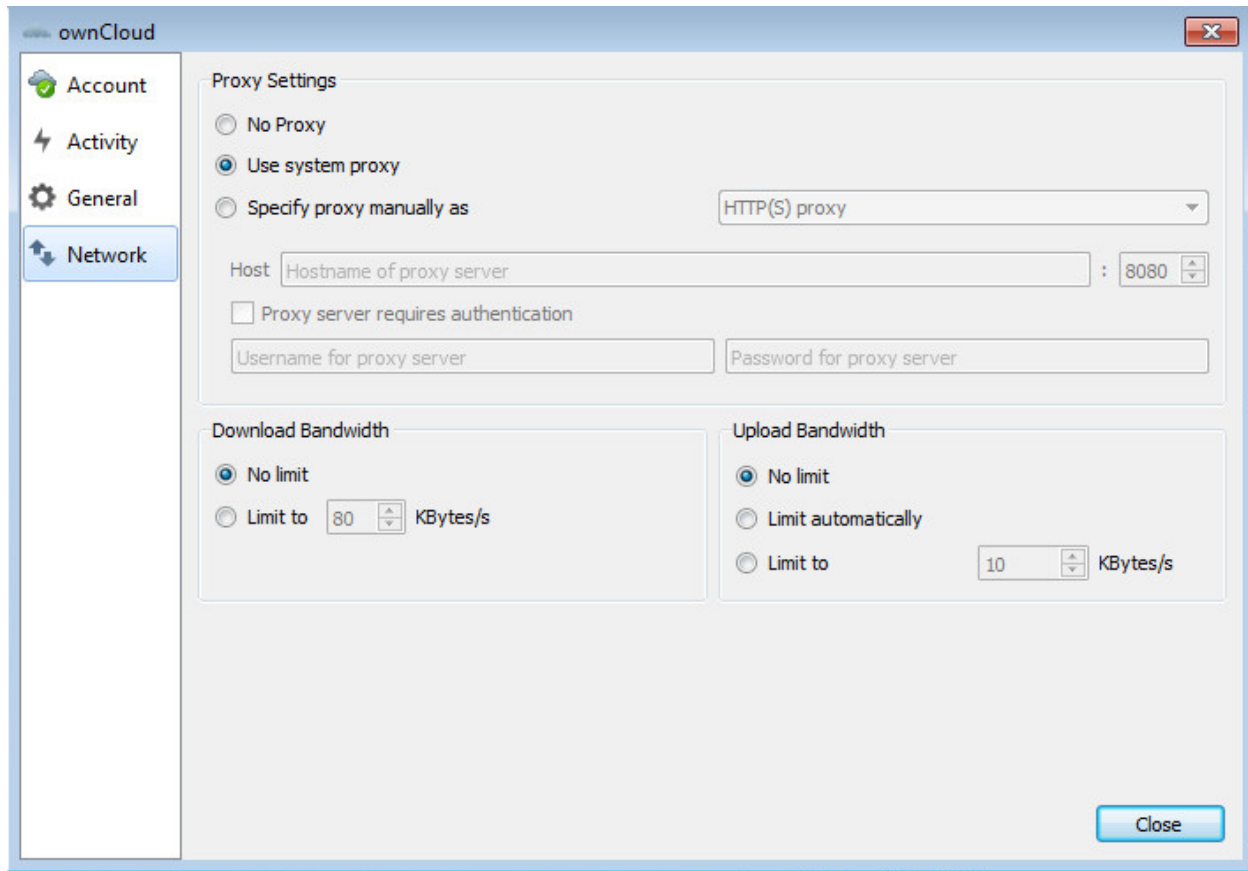 ownCloud
Account
Activity
General
Network
Proxy Settings
No Proxy
Use system proxy
Specify proxy manually as HTTP(S) proxy
Host Hostname of proxy server : 8080
Proxy server requires authentication
Username for proxy server Password for proxy server
Download Bandwidth
No limit
Limit to 80 KBytes/s
Upload Bandwidth
No limit
Limit automatically
Limit to 10 KBytes/s
Close